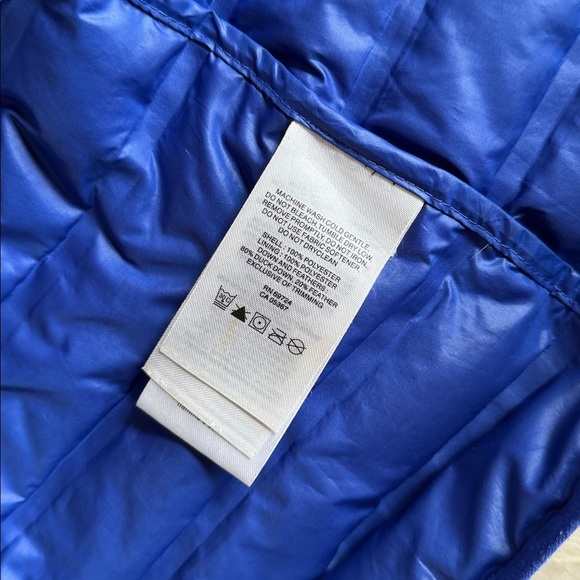 MACHINE WASH COLD GENTLE.
DO NOT BLEACH. TUMBLE DRY LOW.
REMOVE PROMPTLY. DO NOT IRON.
DO NOT USE FABRIC SOFTENER.
DO NOT DRYCLEAN.
SHELL : 100% POLYESTER
LINING : 100% POLYESTER
DOWN AND FEATHERS :
80% DUCK DOWN, 20% FEATHER
EXCLUSIVE OF TRIMMING
RN 69724
CA 05367